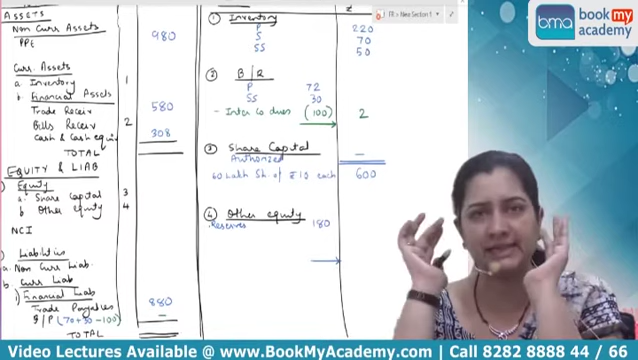 ASSETS
Non Curr Assets
PPE 980
Curr. Assets
a. Inventory 1
b. Financial Assets
Trade Receiv 580
Bills Receiv 2
Cash & Cash equi 308
TOTAL
EQUITY & LIAB
Equity
a. Share Capital 3
b. Other equity 4
NCI
Liabilities
a. Non Curr Liab.
b. Curr Liab
i) Financial Liab
Trade Payables 880
B/P (70+30-100) -
TOTAL
₹
① Inventory
P 220
S 70
SS 50
② B/R
P 72
SS 30
- Inter Co dues (100) 2
③ Share Capital
Authorized -
60 Lakh Sh. of ₹10 each 600
④ Other equity
Reserves 180
FR > New Section 1
bma
book my
academy
Video Lectures Available @ www.BookMyAcademy.com/ Call 8282 8888 44 / 66